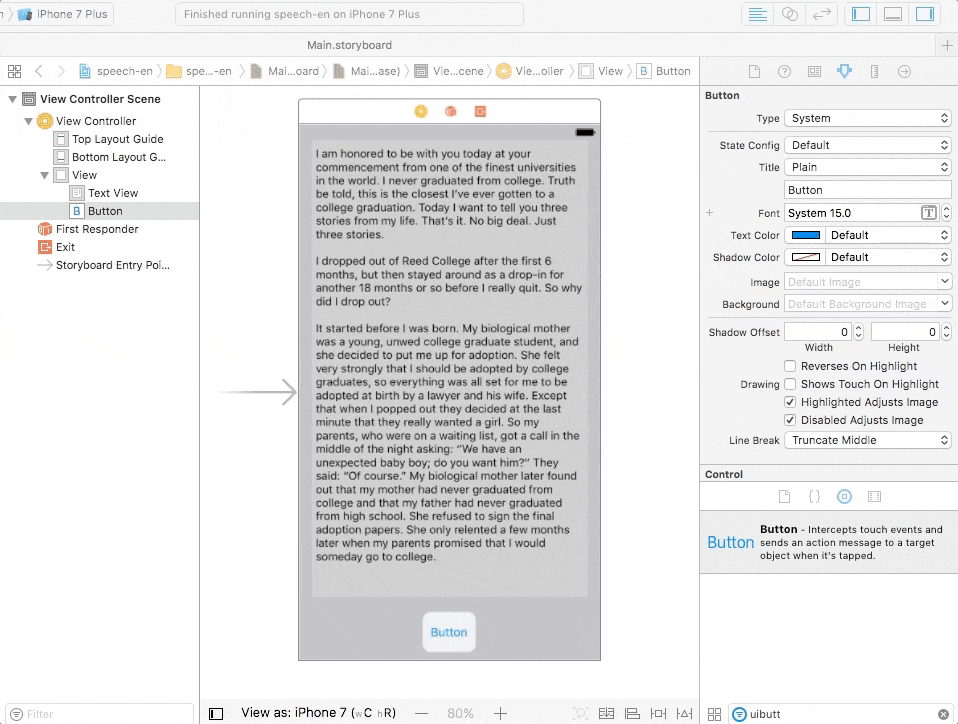 iPhone 7 Plus
Finished running speech-en on iPhone 7 Plus
Main.storyboard
speech-en
spe...-en
Mai...oard
Mai...ase)
Vie...cene
Vie...oller
View
B Button
View Controller Scene
View Controller
Top Layout Guide
Bottom Layout G...
View
Text View
B Button
First Responder
Exit
Storyboard Entry Poi...
Filter
I am honored to be with you today at your
commencement from one of the finest universities
in the world. I never graduated from college. Truth
be told, this is the closest I've ever gotten to a
college graduation. Today I want to tell you three
stories from my life. That's it. No big deal. Just
three stories.
I dropped out of Reed College after the first 6
months, but then stayed around as a drop-in for
another 18 months or so before I really quit. So why
did I drop out?
It started before I was born. My biological mother
was a young, unwed college graduate student, and
she decided to put me up for adoption. She felt
very strongly that I should be adopted by college
graduates, so everything was all set for me to be
adopted at birth by a lawyer and his wife. Except
that when I popped out they decided at the last
minute that they really wanted a girl. So my
parents, who were on a waiting list, got a call in the
middle of the night asking: “We have an
unexpected baby boy; do you want him?” They
said: “Of course.” My biological mother later found
out that my mother had never graduated from
college and that my father had never graduated
from high school. She refused to sign the final
adoption papers. She only relented a few months
later when my parents promised that I would
someday go to college.
Button
View as: iPhone 7 (wC hR)
80%
Button
Type System
State Config Default
Title Plain
Button
Font System 15.0 T
Text Color Default
Shadow Color Default
Image Default Image
Background Default Background Image
Shadow Offset 0 0
Width Height
Reverses On Highlight
Drawing Shows Touch On Highlight
Highlighted Adjusts Image
Disabled Adjusts Image
Line Break Truncate Middle
Control
{}
Button
Button - Intercepts touch events and
sends an action message to a target
object when it's tapped.
uibutt